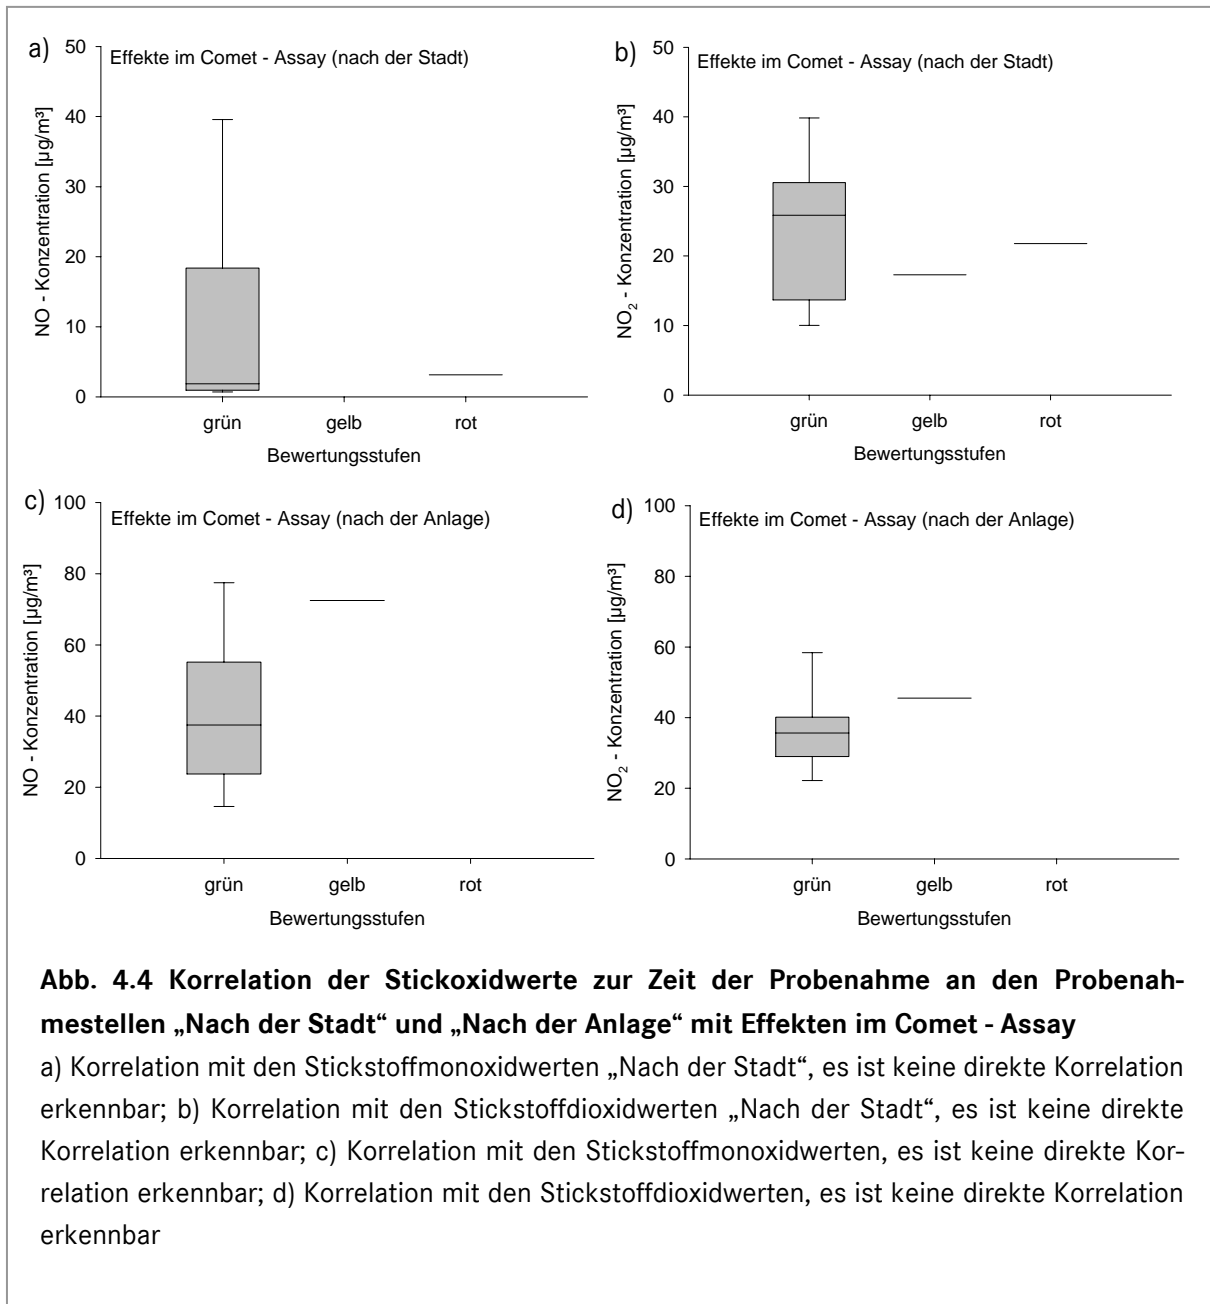 a)
Effekte im Comet - Assay (nach der Stadt)
NO - Konzentration [µg/m³]
50
40
30
20
10
0
grün gelb rot
Bewertungsstufen
b)
Effekte im Comet - Assay (nach der Stadt)
NO₂ - Konzentration [µg/m³]
50
40
30
20
10
0
grün gelb rot
Bewertungsstufen
c)
Effekte im Comet - Assay (nach der Anlage)
NO - Konzentration [µg/m³]
100
80
60
40
20
0
grün gelb rot
Bewertungsstufen
d)
Effekte im Comet - Assay (nach der Anlage)
NO₂ - Konzentration [µg/m³]
100
80
60
40
20
0
grün gelb rot
Bewertungsstufen
Abb. 4.4 Korrelation der Stickoxidwerte zur Zeit der Probenahme an den Probenah-
mestellen „Nach der Stadt“ und „Nach der Anlage“ mit Effekten im Comet - Assay
a) Korrelation mit den Stickstoffmonoxidwerten „Nach der Stadt“, es ist keine direkte Korrelation
erkennbar; b) Korrelation mit den Stickstoffdioxidwerten „Nach der Stadt“, es ist keine direkte
Korrelation erkennbar; c) Korrelation mit den Stickstoffmonoxidwerten, es ist keine direkte Kor-
relation erkennbar; d) Korrelation mit den Stickstoffdioxidwerten, es ist keine direkte Korrelation
erkennbar